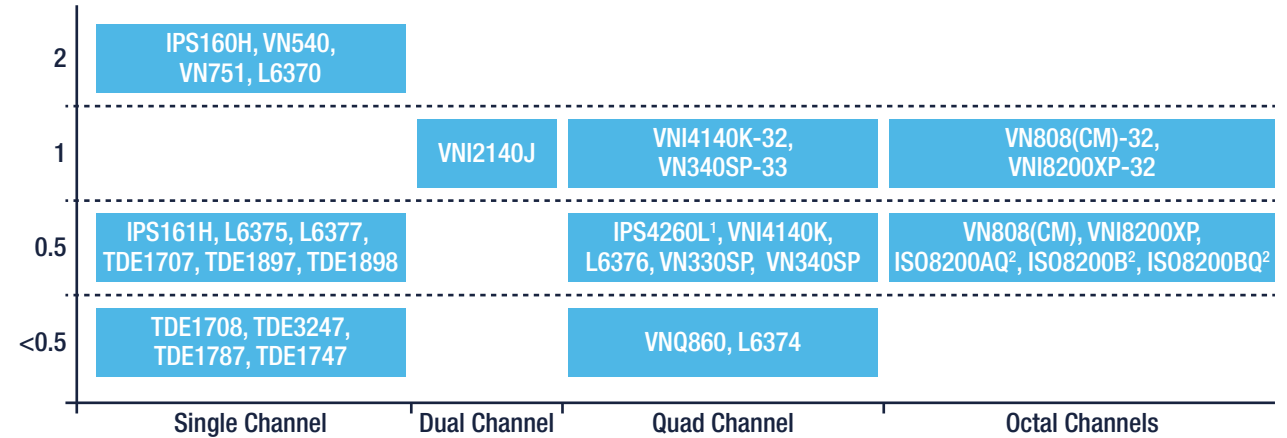 2
IPS160H, VN540,
VN751, L6370
1
VNI2140J
VNI4140K-32,
VN340SP-33
VN808(CM)-32,
VNI8200XP-32
0.5
IPS161H, L6375, L6377,
TDE1707, TDE1897, TDE1898
IPS4260L¹, VNI4140K,
L6376, VN330SP, VN340SP
VN808(CM), VNI8200XP,
ISO8200AQ², ISO8200B², ISO8200BQ²
<0.5
TDE1708, TDE3247,
TDE1787, TDE1747
VNQ860, L6374
Single Channel
Dual Channel
Quad Channel
Octal Channels